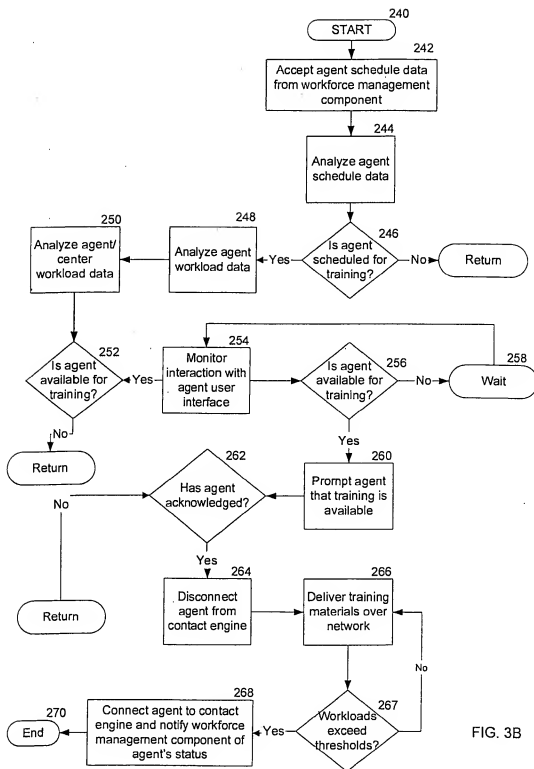 240
START
242
Accept agent schedule data
from workforce management
component
244
Analyze agent
schedule data
246
Is agent
scheduled for
training?
No
Return
Yes
248
Analyze agent
workload data
250
Analyze agent/
center
workload data
252
Is agent
available for
training?
No
Return
Yes
254
Monitor
interaction with
agent user
interface
256
Is agent
available for
training?
No
258
Wait
Yes
260
Prompt agent
that training is
available
262
Has agent
acknowledged?
No
Return
Yes
264
Disconnect
agent from
contact engine
266
Deliver training
materials over
network
267
Workloads
exceed
thresholds?
No
Yes
268
Connect agent to contact
engine and notify workforce
management component of
agent's status
270
End
FIG. 3B